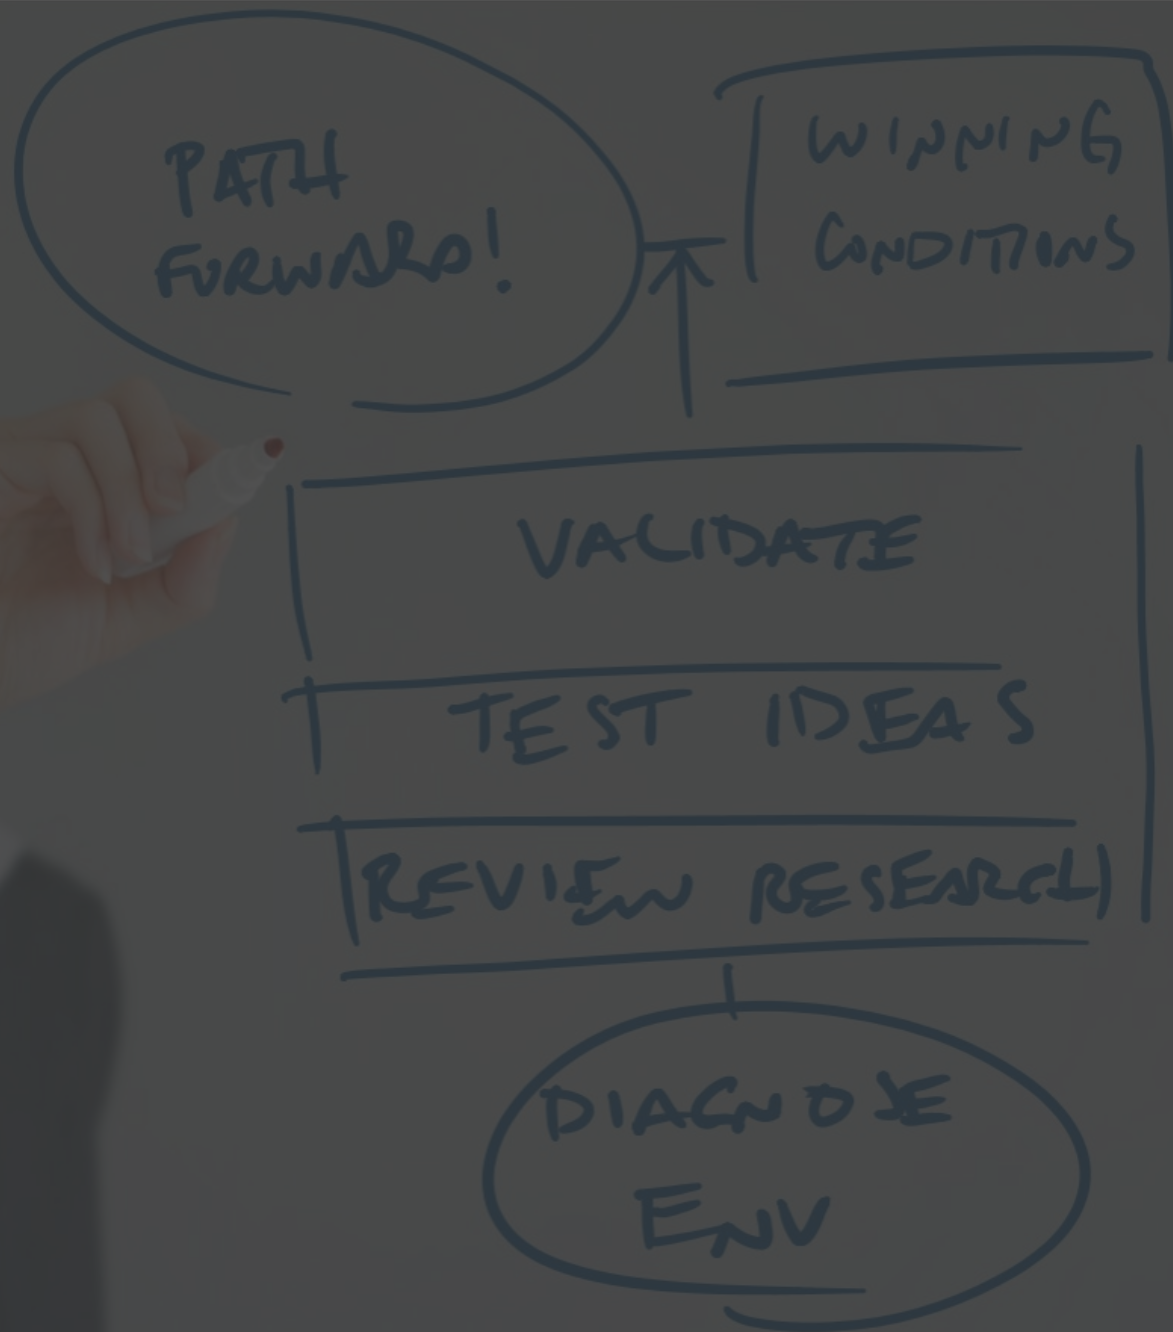 PATH
FORWARD!
WINNING
CONDITIONS
VALIDATE
TEST IDEAS
REVIEW RESEARCH
DIAGNOSE
ENV